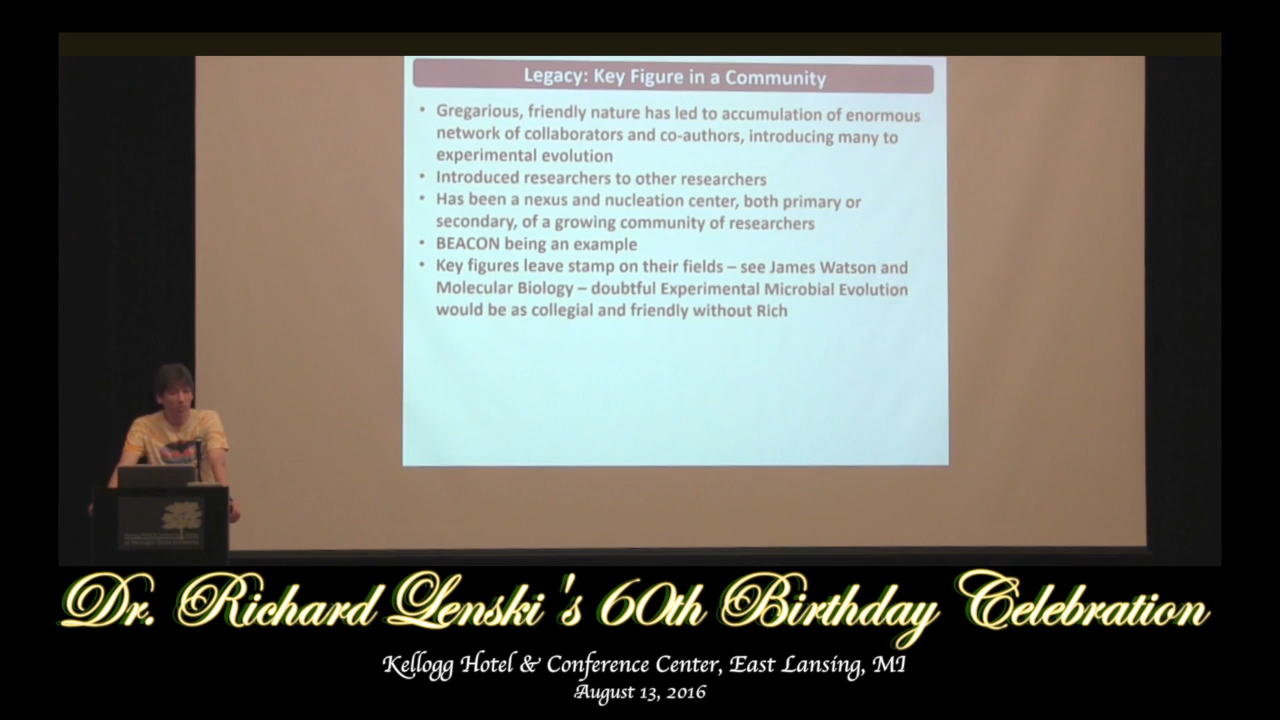 Legacy: Key Figure in a Community
• Gregarious, friendly nature has led to accumulation of enormous
network of collaborators and co-authors, introducing many to
experimental evolution
• Introduced researchers to other researchers
• Has been a nexus and nucleation center, both primary or
secondary, of a growing community of researchers
• BEACON being an example
• Key figures leave stamp on their fields – see James Watson and
Molecular Biology – doubtful Experimental Microbial Evolution
would be as collegial and friendly without Rich
Dr. Richard Lenski's 60th Birthday Celebration
Kellogg Hotel & Conference Center, East Lansing, MI
August 13, 2016